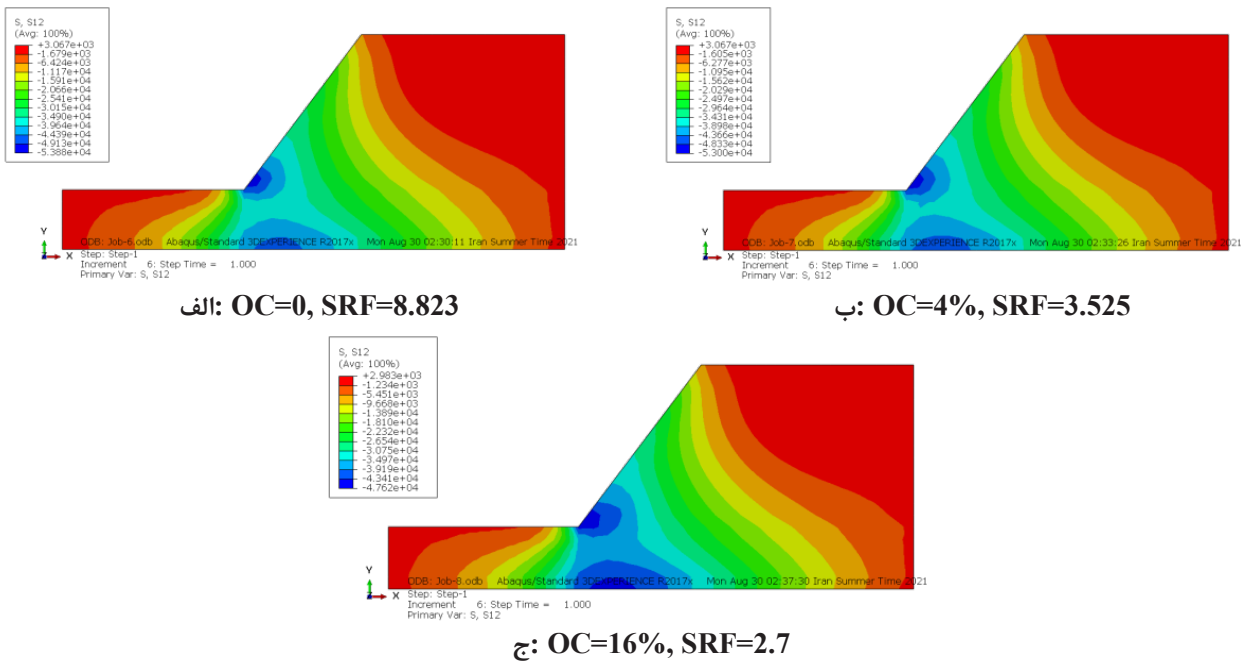 S, S12
(Avg: 100%)
+3.067e+03
-1.679e+03
-6.424e+03
-1.117e+04
-1.591e+04
-2.066e+04
-2.541e+04
-3.015e+04
-3.490e+04
-3.964e+04
-4.439e+04
-4.913e+04
-5.388e+04
Y
X
ODB: Job-6.odb Abaqus/Standard 3DEXPERIENCE R2017x Mon Aug 30 02:30:11 Iran Summer Time 2021
Step: Step-1
Increment 6: Step Time = 1.000
Primary Var: S, S12
الف: OC=0, SRF=8.823
S, S12
(Avg: 100%)
+3.067e+03
-1.605e+03
-6.277e+03
-1.095e+04
-1.562e+04
-2.029e+04
-2.497e+04
-2.964e+04
-3.431e+04
-3.898e+04
-4.366e+04
-4.833e+04
-5.300e+04
Y
X
ODB: Job-7.odb Abaqus/Standard 3DEXPERIENCE R2017x Mon Aug 30 02:33:26 Iran Summer Time 2021
Step: Step-1
Increment 6: Step Time = 1.000
Primary Var: S, S12
ب: OC=4%, SRF=3.525
S, S12
(Avg: 100%)
+2.983e+03
-1.234e+03
-5.451e+03
-9.668e+03
-1.389e+04
-1.810e+04
-2.232e+04
-2.654e+04
-3.075e+04
-3.497e+04
-3.919e+04
-4.341e+04
-4.762e+04
Y
X
ODB: Job-8.odb Abaqus/Standard 3DEXPERIENCE R2017x Mon Aug 30 02:37:30 Iran Summer Time 2021
Step: Step-1
Increment 6: Step Time = 1.000
Primary Var: S, S12
ج: OC=16%, SRF=2.7